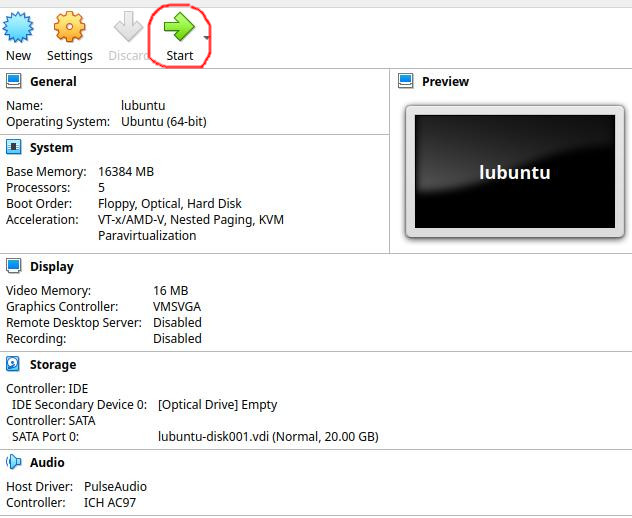 New Settings Discard Start
General
Name: lubuntu
Operating System: Ubuntu (64-bit)
Preview
lubuntu
System
Base Memory: 16384 MB
Processors: 5
Boot Order: Floppy, Optical, Hard Disk
Acceleration: VT-x/AMD-V, Nested Paging, KVM
Paravirtualization
Display
Video Memory: 16 MB
Graphics Controller: VMSVGA
Remote Desktop Server: Disabled
Recording: Disabled
Storage
Controller: IDE
IDE Secondary Device 0: [Optical Drive] Empty
Controller: SATA
SATA Port 0: lubuntu-disk001.vdi (Normal, 20.00 GB)
Audio
Host Driver: PulseAudio
Controller: ICH AC97